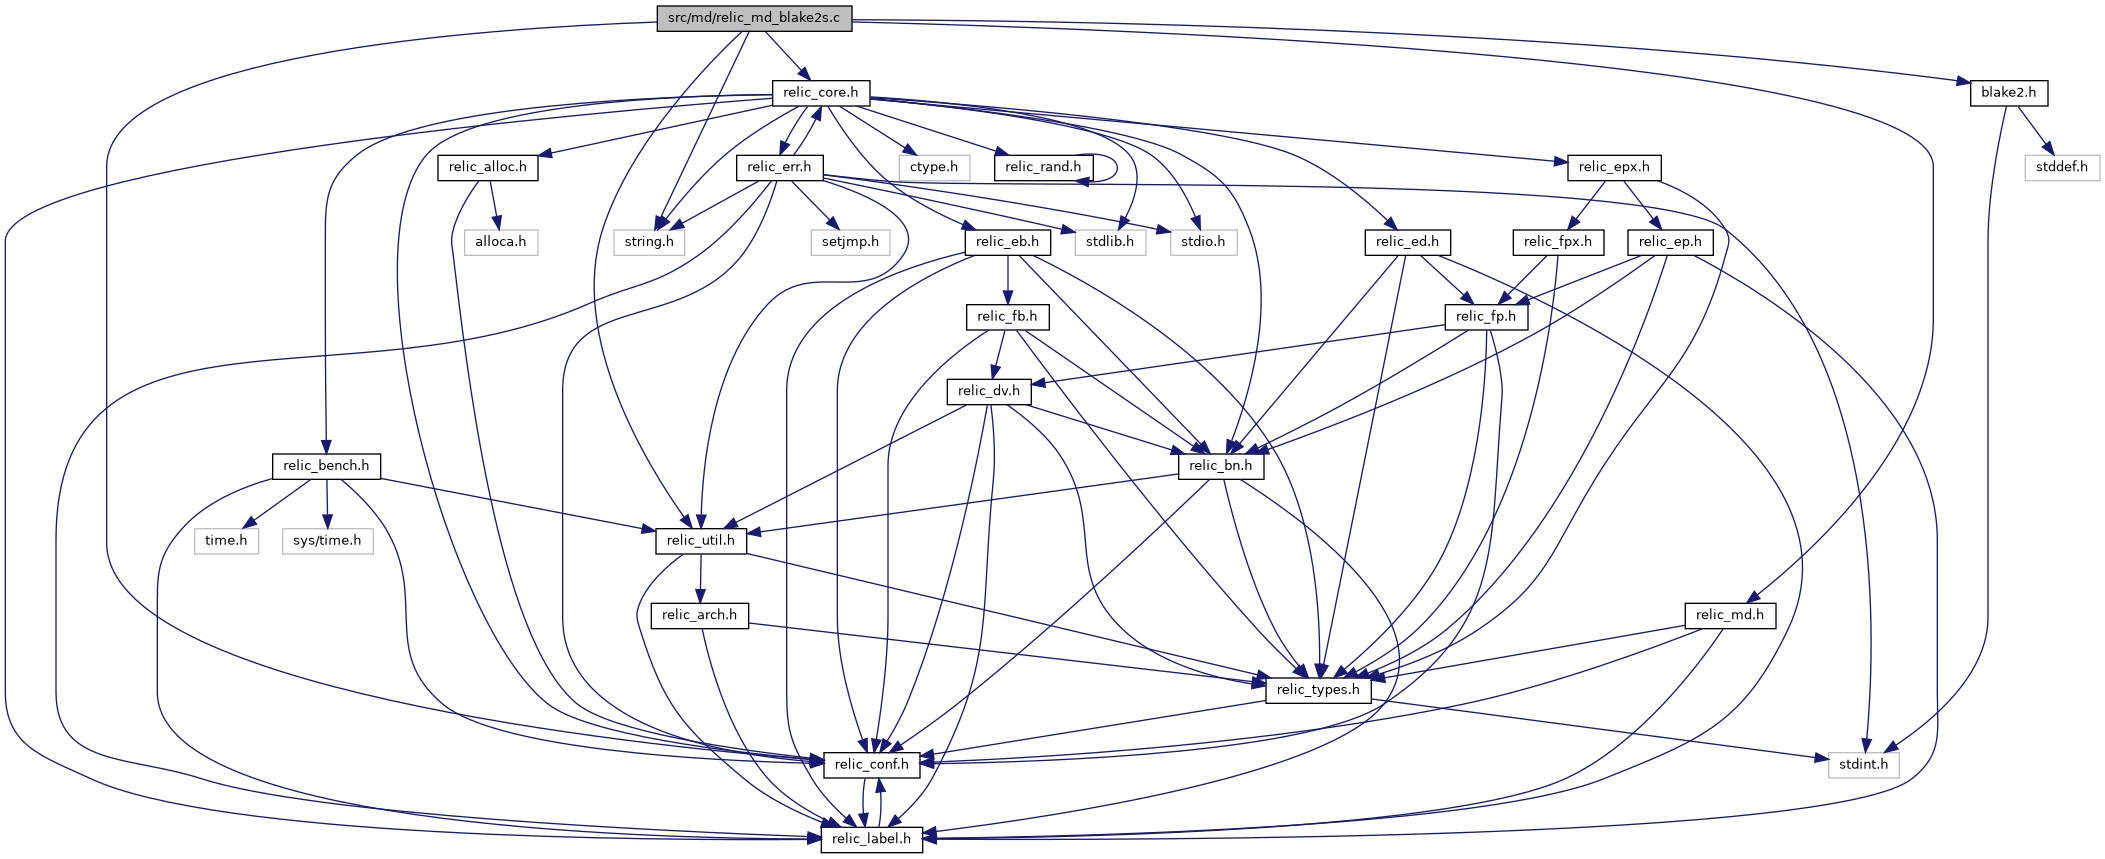 src/md/relic_md_blake2s.c
relic_core.h
blake2.h
relic_alloc.h
relic_err.h
ctype.h
relic_rand.h
relic_epx.h
stddef.h
alloca.h
string.h
setjmp.h
relic_eb.h
stdlib.h
stdio.h
relic_ed.h
relic_fpx.h
relic_ep.h
relic_fb.h
relic_fp.h
relic_dv.h
relic_bench.h
relic_bn.h
time.h
sys/time.h
relic_util.h
relic_arch.h
relic_md.h
relic_types.h
relic_conf.h
stdint.h
relic_label.h